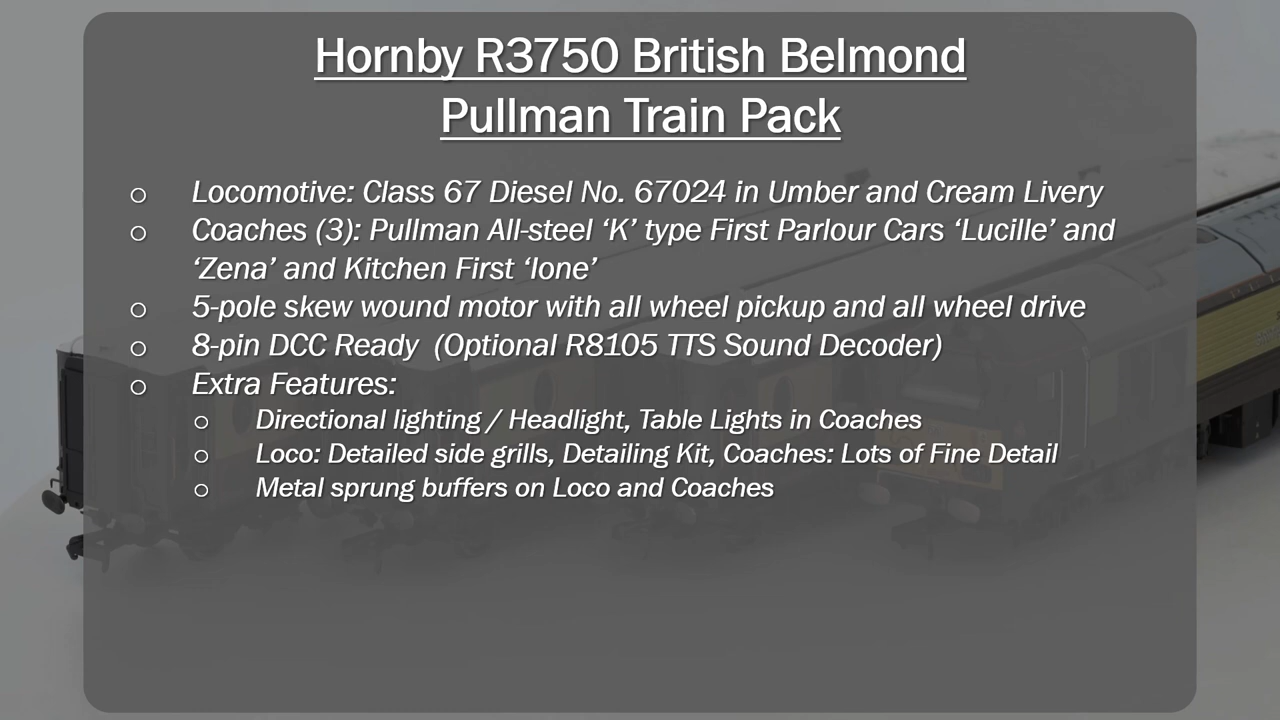 Hornby R3750 British Belmond
Pullman Train Pack
Locomotive: Class 67 Diesel No. 67024 in Umber and Cream Livery
Coaches (3): Pullman All-steel ‘K’ type First Parlour Cars ‘Lucille’ and
‘Zena’ and Kitchen First ‘Ione’
5-pole skew wound motor with all wheel pickup and all wheel drive
8-pin DCC Ready  (Optional R8105 TTS Sound Decoder)
Extra Features:
Directional lighting / Headlight, Table Lights in Coaches
Loco: Detailed side grills, Detailing Kit, Coaches: Lots of Fine Detail
Metal sprung buffers on Loco and Coaches